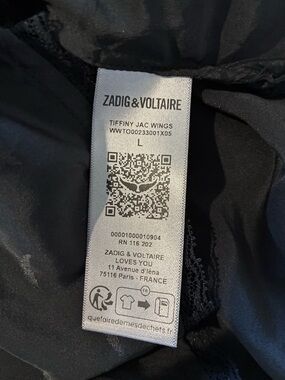 ZADIG & VOLTAIRE
TIFFINY JAC WINGS
WWTO00233001X05
L
00001000010904
RN 116 202
ZADIG & VOLTAIRE
LOVES YOU
11 Avenue d'Iéna
75116 Paris - FRANCE
FR
quefairedemesdechets.fr